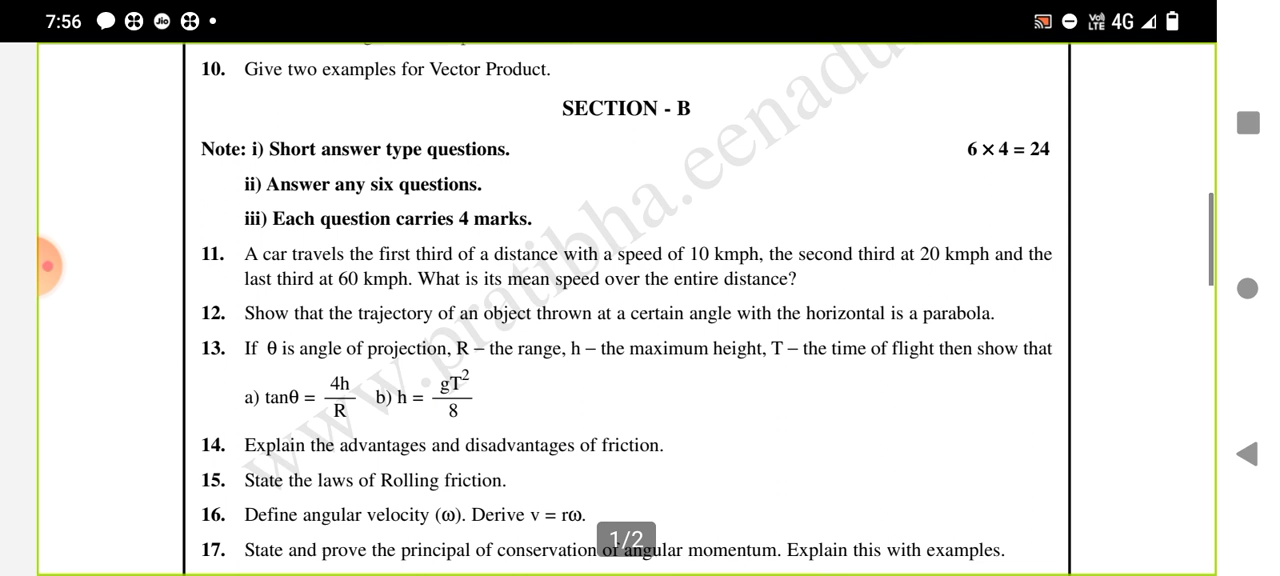 7:56 Jio Vo) LTE 4G
10. Give two examples for Vector Product.
SECTION - B
Note: i) Short answer type questions. 6 × 4 = 24
ii) Answer any six questions.
iii) Each question carries 4 marks.
11. A car travels the first third of a distance with a speed of 10 kmph, the second third at 20 kmph and the
last third at 60 kmph. What is its mean speed over the entire distance?
12. Show that the trajectory of an object thrown at a certain angle with the horizontal is a parabola.
13. If θ is angle of projection, R – the range, h – the maximum height, T – the time of flight then show that
a) tanθ = 4h/R b) h = gT²/8
14. Explain the advantages and disadvantages of friction.
15. State the laws of Rolling friction.
16. Define angular velocity (ω). Derive v = rω.
1/2
17. State and prove the principal of conservation of angular momentum. Explain this with examples.
www.pratibha.eenadu